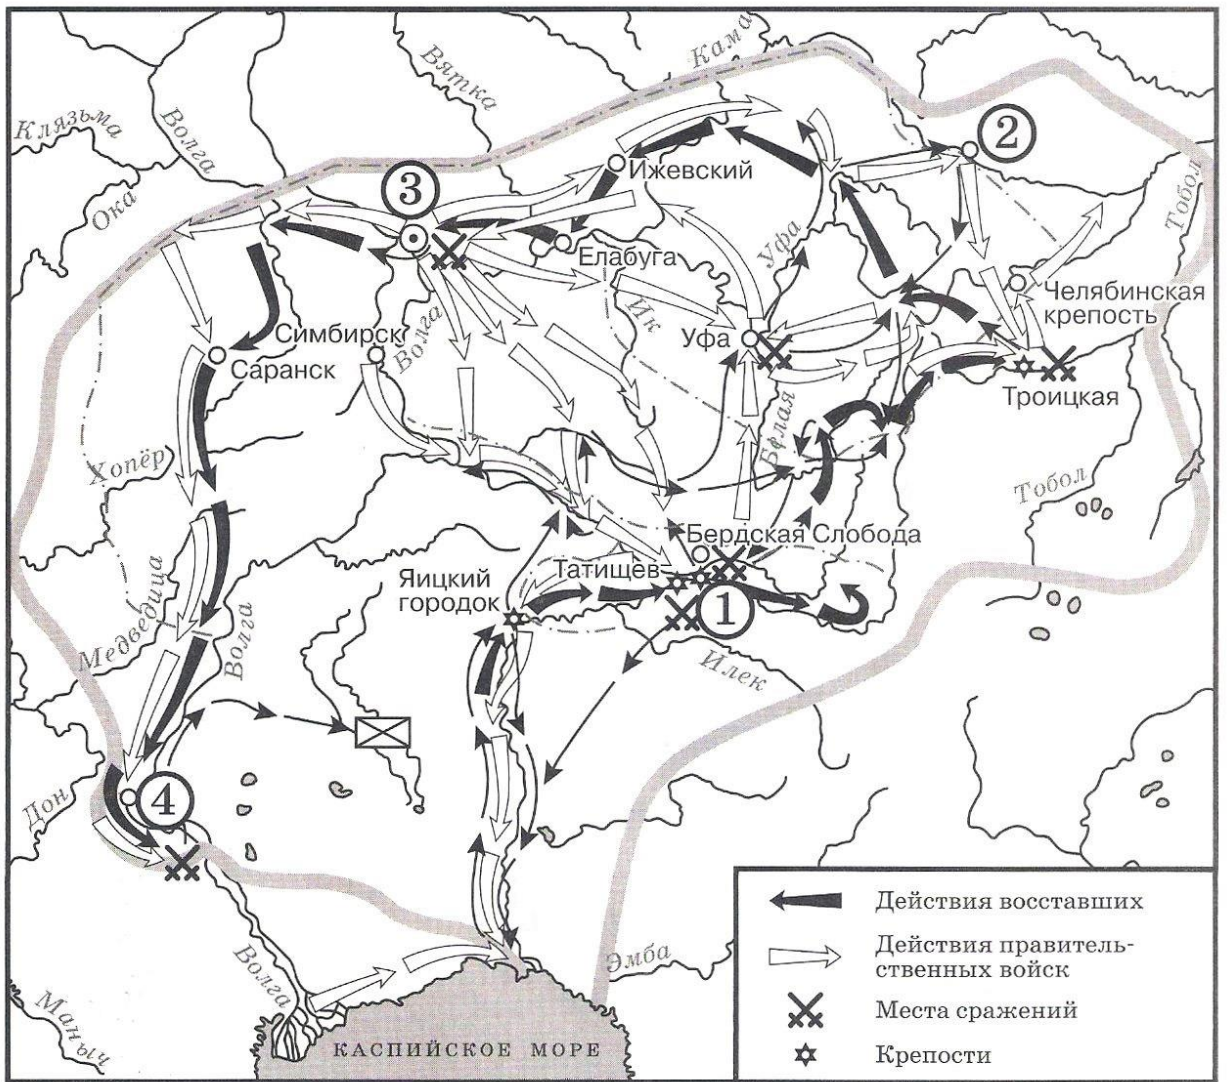 Кама
Вятка
Клязьма
Волга
2
Ока
3
Ижевский
Тобол
Уфа
Елабуга
Ик
Челябинская
крепость
Симбирск
Волга
Уфа
Саранск
Троицкая
Белая
Хопёр
Тобол
Бердская Слобода
Татищев
Яицкий
городок
1
Медведица
Волга
Илек
Дон
4
Действия восставших
Действия правитель-
ственных войск
Места сражений
Крепости
Волга
Эмба
Маныч
КАСПИЙСКОЕ МОРЕ